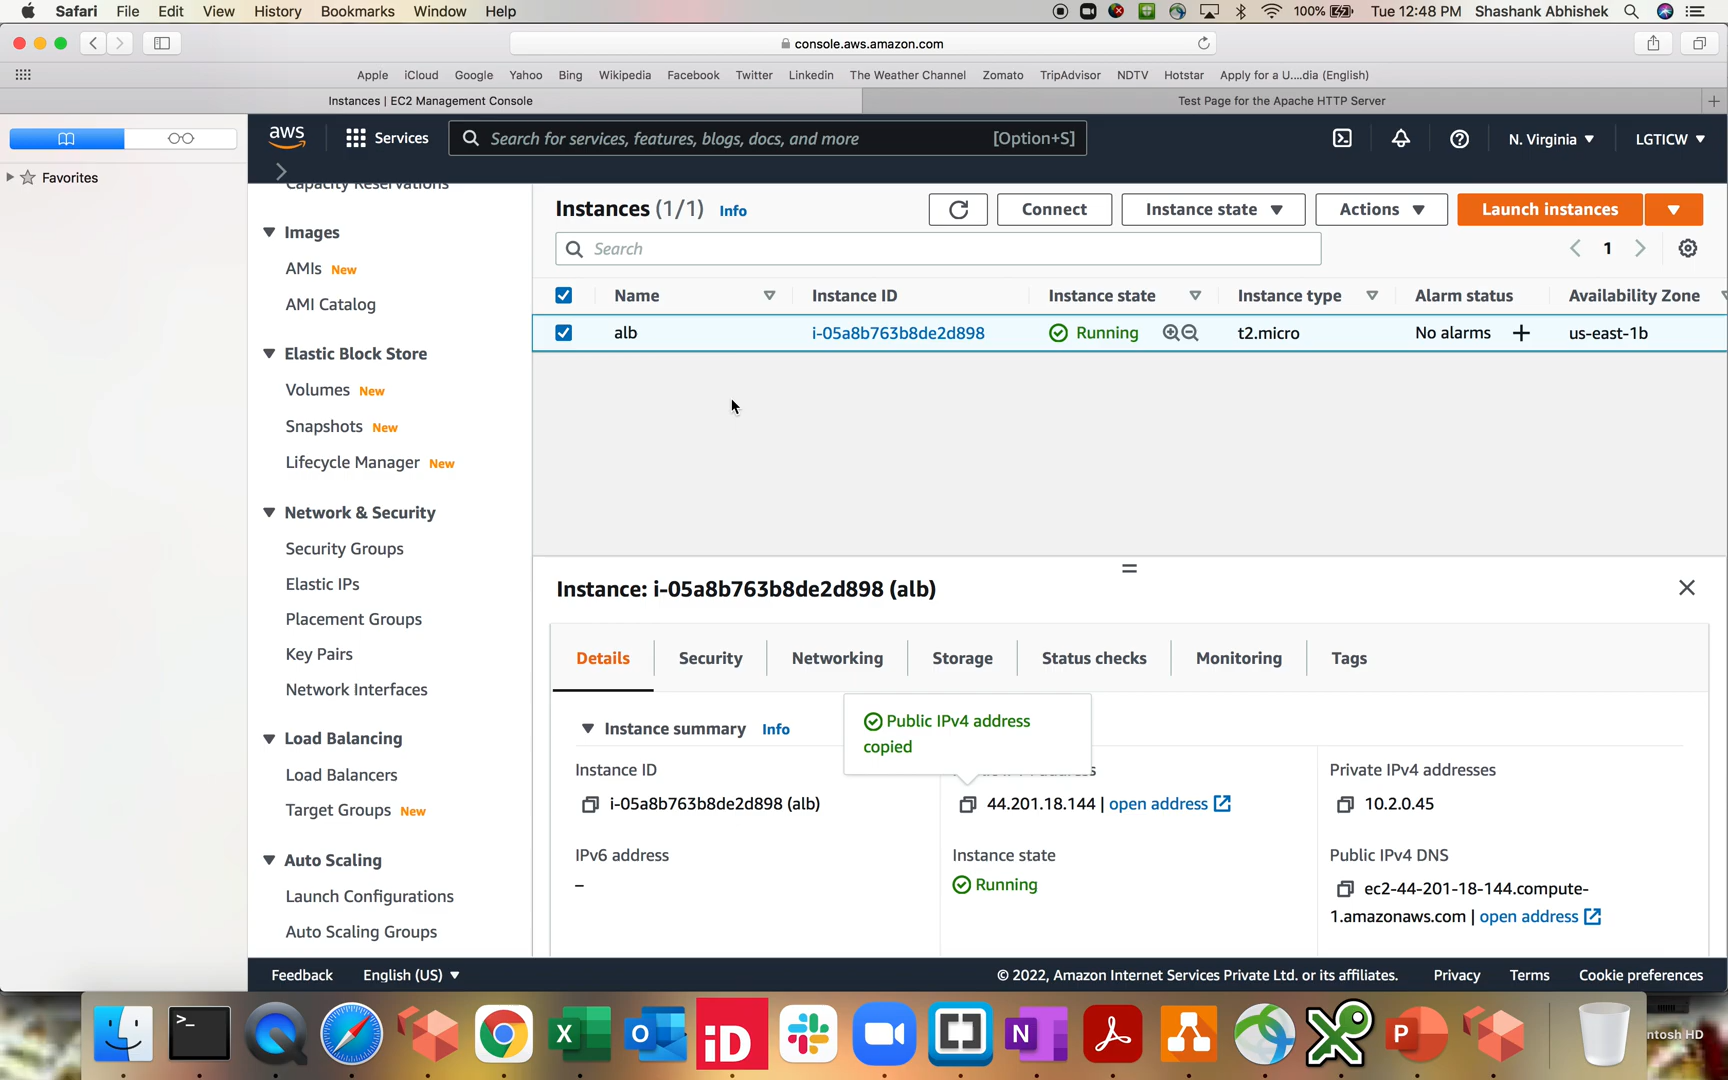 Safari File Edit View History Bookmarks Window Help 100% Tue 12:48 PM Shashank Abhishek
console.aws.amazon.com
Apple iCloud Google Yahoo Bing Wikipedia Facebook Twitter Linkedin The Weather Channel Zomato TripAdvisor NDTV Hotstar Apply for a U....dia (English)
Instances | EC2 Management Console Test Page for the Apache HTTP Server
Favorites
aws Services Search for services, features, blogs, docs, and more [Option+S] N. Virginia LGTICW
Capacity Reservations
Images
AMIs New
AMI Catalog
Elastic Block Store
Volumes New
Snapshots New
Lifecycle Manager New
Network & Security
Security Groups
Elastic IPs
Placement Groups
Key Pairs
Network Interfaces
Load Balancing
Load Balancers
Target Groups New
Auto Scaling
Launch Configurations
Auto Scaling Groups
Instances (1/1) Info Connect Instance state Actions Launch instances
Search 1
Name Instance ID Instance state Instance type Alarm status Availability Zone
alb i-05a8b763b8de2d898 Running t2.micro No alarms + us-east-1b
Instance: i-05a8b763b8de2d898 (alb)
Details Security Networking Storage Status checks Monitoring Tags
Public IPv4 address
copied
Instance summary Info
Instance ID Private IPv4 addresses
i-05a8b763b8de2d898 (alb) 44.201.18.144 | open address 10.2.0.45
IPv6 address Instance state Public IPv4 DNS
– Running ec2-44-201-18-144.compute-
1.amazonaws.com | open address
Feedback English (US) © 2022, Amazon Internet Services Private Ltd. or its affiliates. Privacy Terms Cookie preferences
X O iD N P
ntosh HD